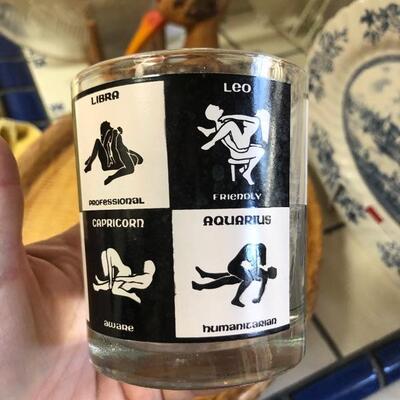 LIBRA
PROFESSIONAL
LEO
FRIENDLY
CAPRICORN
AWARE
AQUARIUS
humanitarian